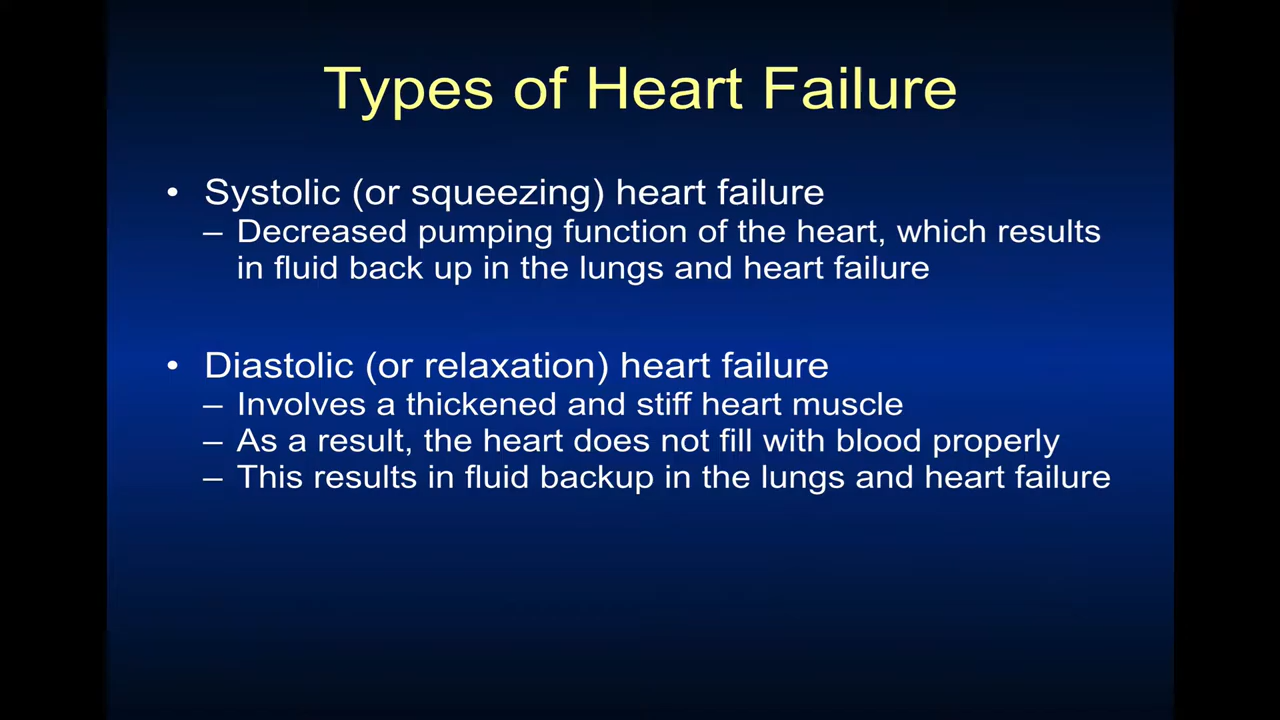 Types of Heart Failure
• Systolic (or squeezing) heart failure
– Decreased pumping function of the heart, which results
in fluid back up in the lungs and heart failure
• Diastolic (or relaxation) heart failure
– Involves a thickened and stiff heart muscle
– As a result, the heart does not fill with blood properly
– This results in fluid backup in the lungs and heart failure